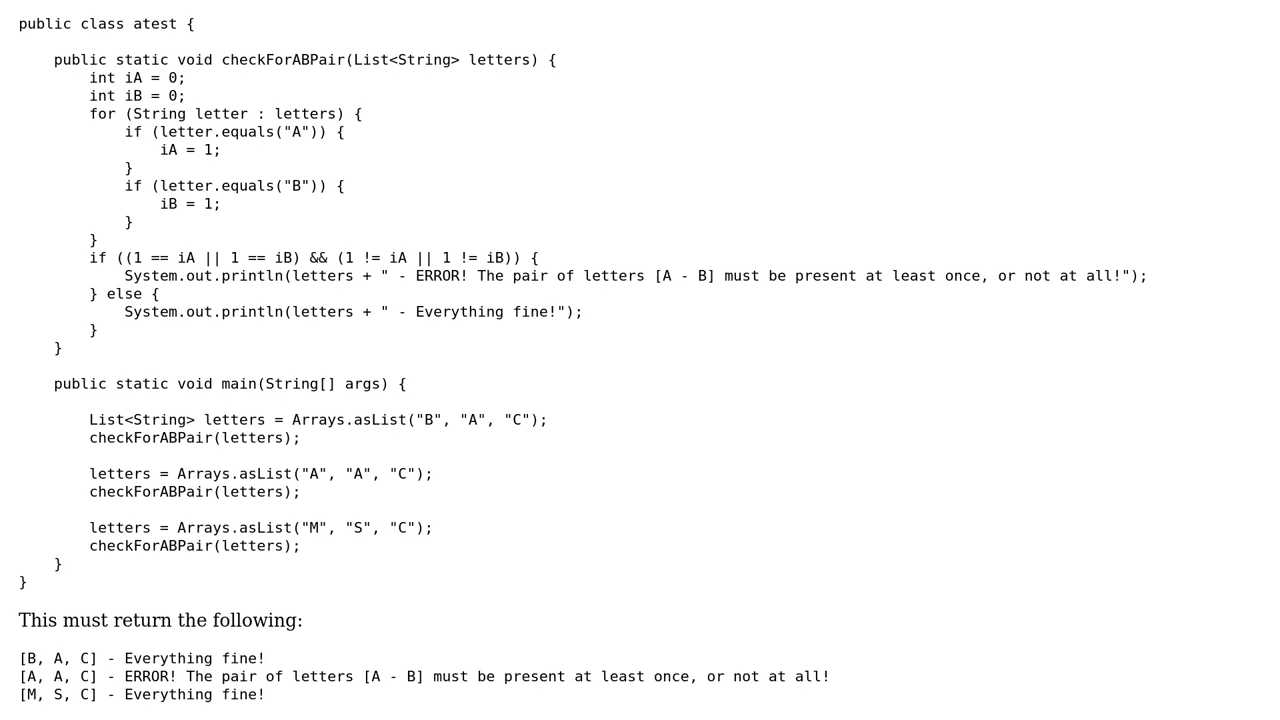 public class atest {
    public static void checkForABPair(List<String> letters) {
        int iA = 0;
        int iB = 0;
        for (String letter : letters) {
            if (letter.equals("A")) {
                iA = 1;
            }
            if (letter.equals("B")) {
                iB = 1;
            }
        }
        if ((1 == iA || 1 == iB) && (1 != iA || 1 != iB)) {
            System.out.println(letters + " - ERROR! The pair of letters [A - B] must be present at least once, or not at all!");
        } else {
            System.out.println(letters + " - Everything fine!");
        }
    }
    public static void main(String[] args) {
        List<String> letters = Arrays.asList("B", "A", "C");
        checkForABPair(letters);
        letters = Arrays.asList("A", "A", "C");
        checkForABPair(letters);
        letters = Arrays.asList("M", "S", "C");
        checkForABPair(letters);
    }
}
This must return the following:
[B, A, C] - Everything fine!
[A, A, C] - ERROR! The pair of letters [A - B] must be present at least once, or not at all!
[M, S, C] - Everything fine!